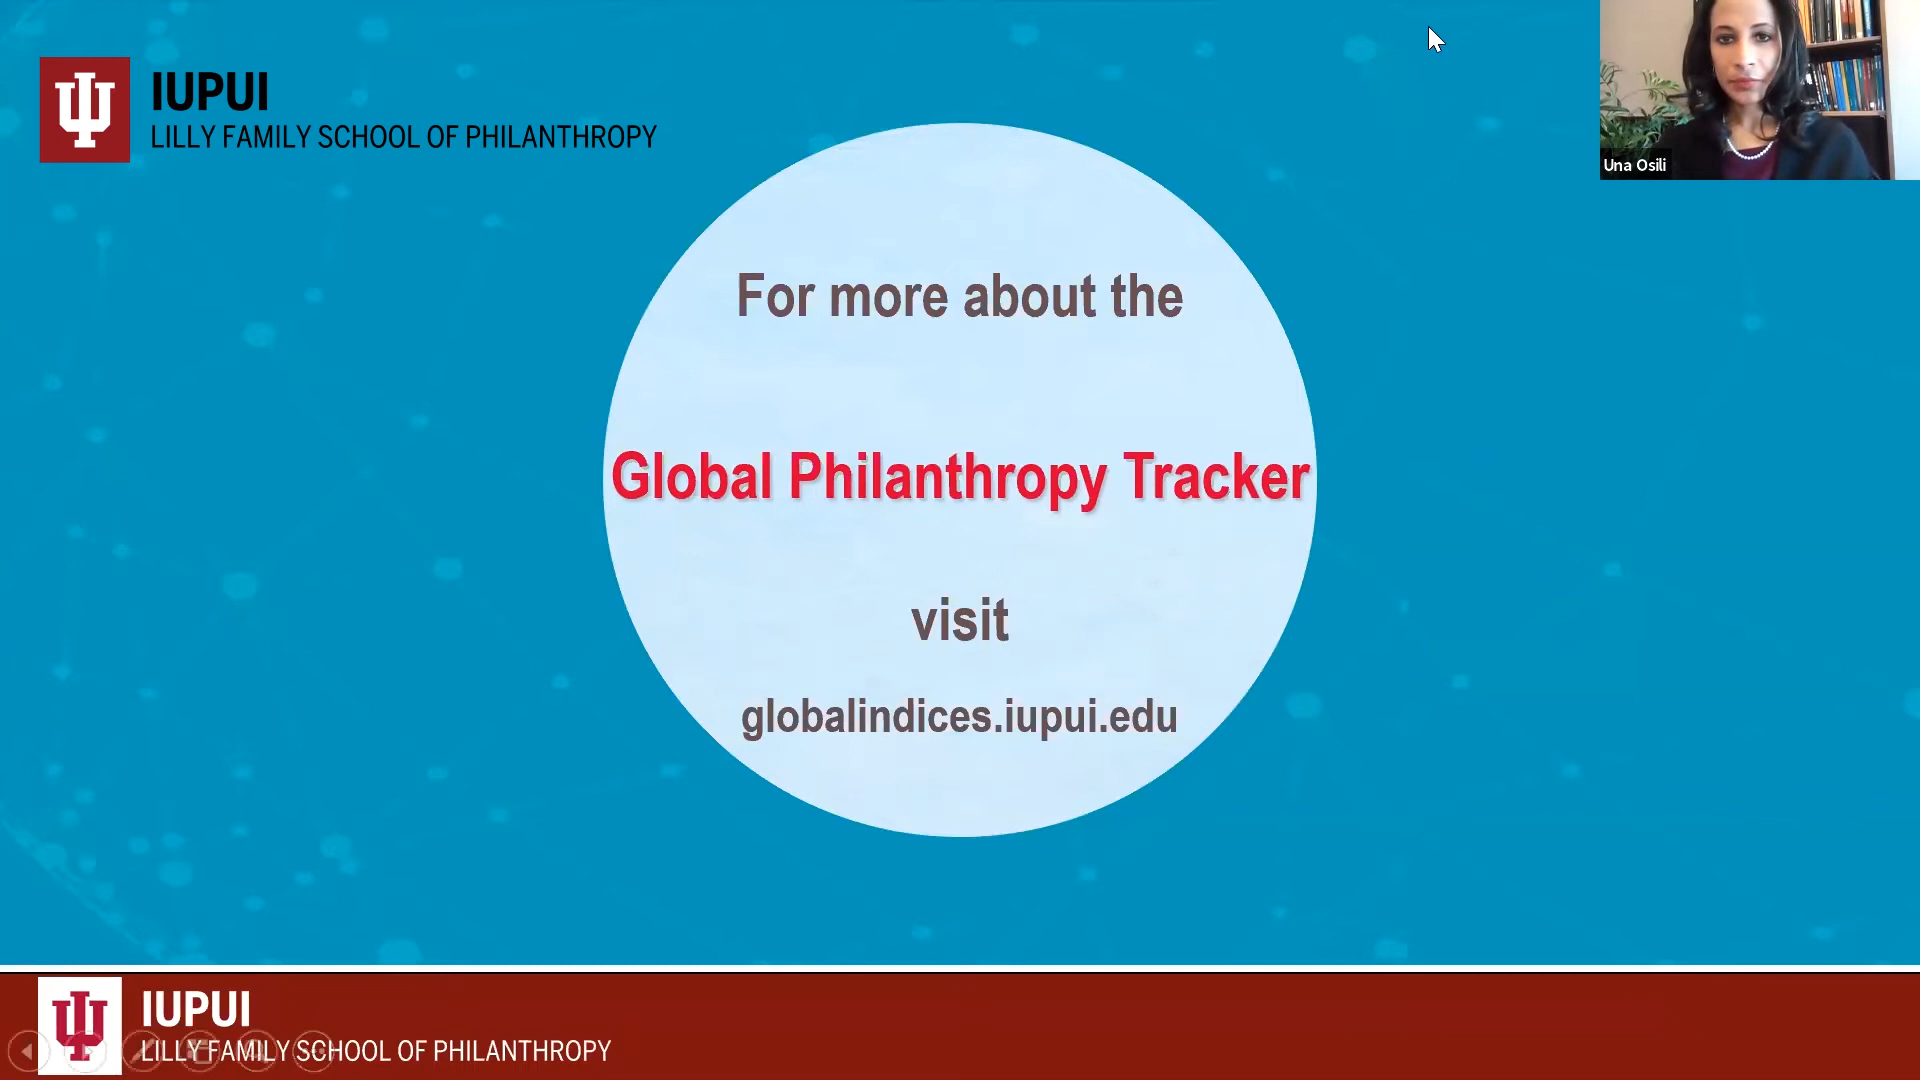 IUPUI
LILLY FAMILY SCHOOL OF PHILANTHROPY
Una Osili
For more about the
Global Philanthropy Tracker
visit
globalindices.iupui.edu
IUPUI
LILLY FAMILY SCHOOL OF PHILANTHROPY